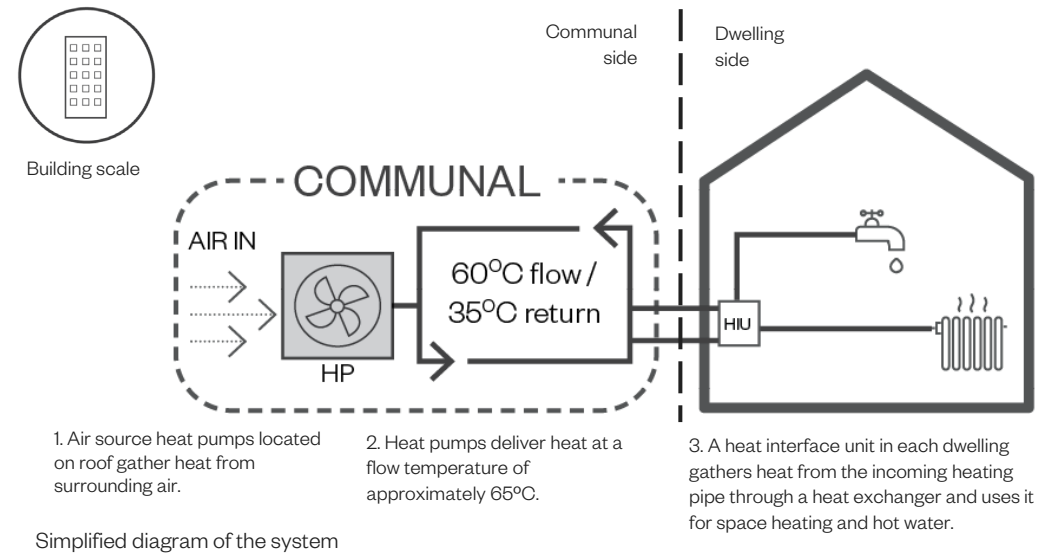 Communal
side
Dwelling
side
Building scale
COMMUNAL
AIR IN
60°C flow /
35°C return
HP
HIU
1. Air source heat pumps located
on roof gather heat from
surrounding air.
2. Heat pumps deliver heat at a
flow temperature of
approximately 65ºC.
3. A heat interface unit in each dwelling
gathers heat from the incoming heating
pipe through a heat exchanger and uses it
for space heating and hot water.
Simplified diagram of the system